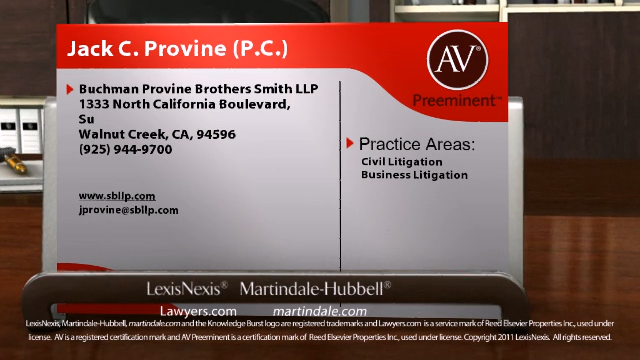 Jack C. Provine (P.C.)
AV®
Preeminent™
Buchman Provine Brothers Smith LLP
1333 North California Boulevard,
Su
Walnut Creek, CA, 94596
(925) 944-9700
www.sbllp.com
jprovine@sbllp.com
Practice Areas:
Civil Litigation
Business Litigation
LexisNexis® Martindale-Hubbell®
Lawyers.com martindale.com
LexisNexis, Martindale-Hubbell, martindale.com and the Knowledge Burst logo are registered trademarks and Lawyers.com is a service mark of Reed Elsevier Properties Inc., used under
license. AV is a registered certification mark and AV Preeminent is a certification mark of Reed Elsevier Properties Inc., used under license. Copyright 2011 LexisNexis. All rights reserved.